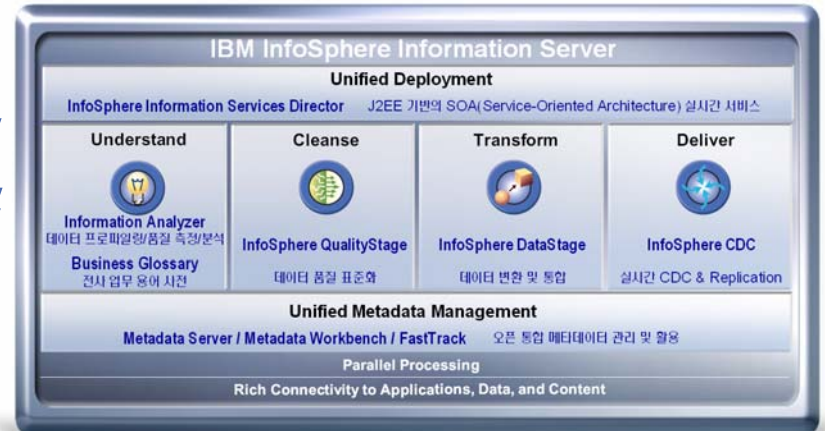 IBM InfoSphere Information Server
Unified Deployment
InfoSphere Information Services Director J2EE 기반의 SOA(Service-Oriented Architecture) 실시간 서비스
Understand
Information Analyzer
데이터 프로파일링/품질 측정/분석
Business Glossary
전사 업무 용어 사전
Cleanse
InfoSphere QualityStage
데이터 품질 표준화
Transform
InfoSphere DataStage
데이터 변환 및 통합
Deliver
InfoSphere CDC
실시간 CDC & Replication
Unified Metadata Management
Metadata Server / Metadata Workbench / FastTrack 오픈 통합 메타데이터 관리 및 활용
Parallel Processing
Rich Connectivity to Applications, Data, and Content